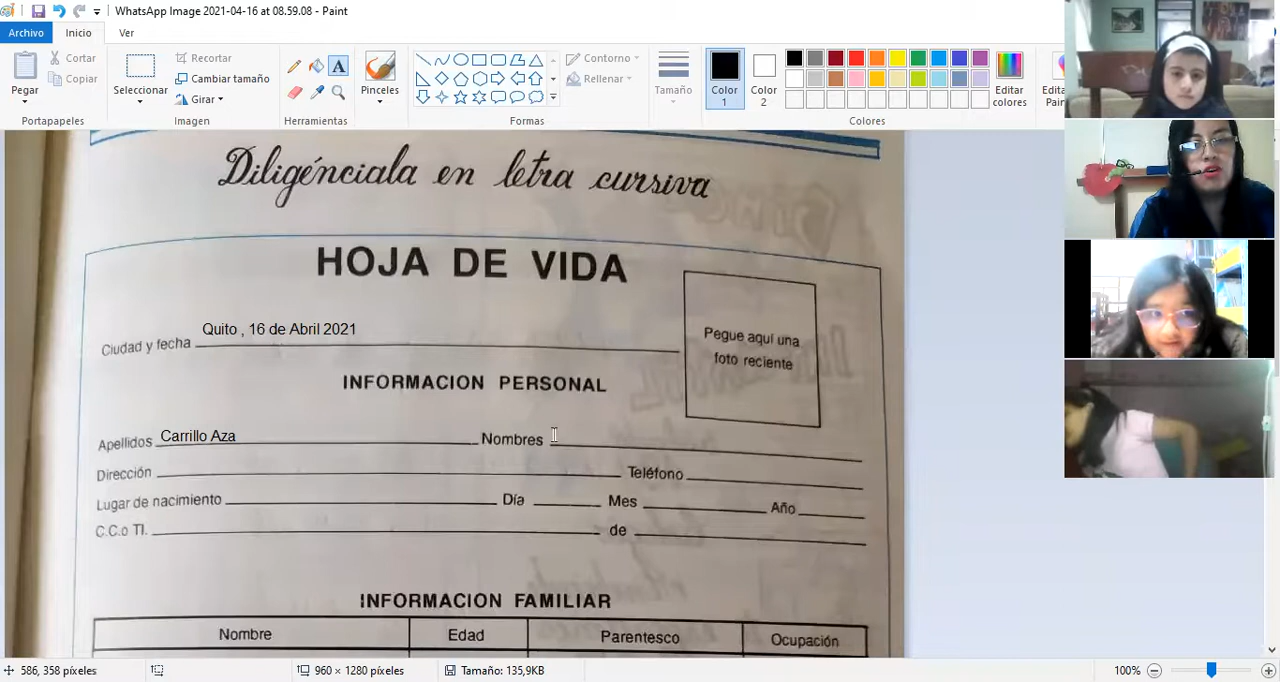 WhatsApp Image 2021-04-16 at 08.59.08 - Paint
Archivo Inicio Ver
Pegar
Cortar
Copiar
Portapapeles
Seleccionar
Recortar
Cambiar tamaño
Girar
Imagen
A
Herramientas
Pinceles
Contorno
Rellenar
Formas
Tamaño
Color 1
Color 2
Editar colores
Colores
Diligénciala en letra cursiva
HOJA DE VIDA
Ciudad y fecha Quito , 16 de Abril 2021
Pegue aquí una
foto reciente
INFORMACION PERSONAL
Apellidos Carrillo Aza Nombres
Dirección Teléfono
Lugar de nacimiento Día Mes Año
C.C.o TI. de
INFORMACION FAMILIAR
Nombre Edad Parentesco Ocupación
586, 358 píxeles 960 × 1280 píxeles Tamaño: 135,9KB 100%